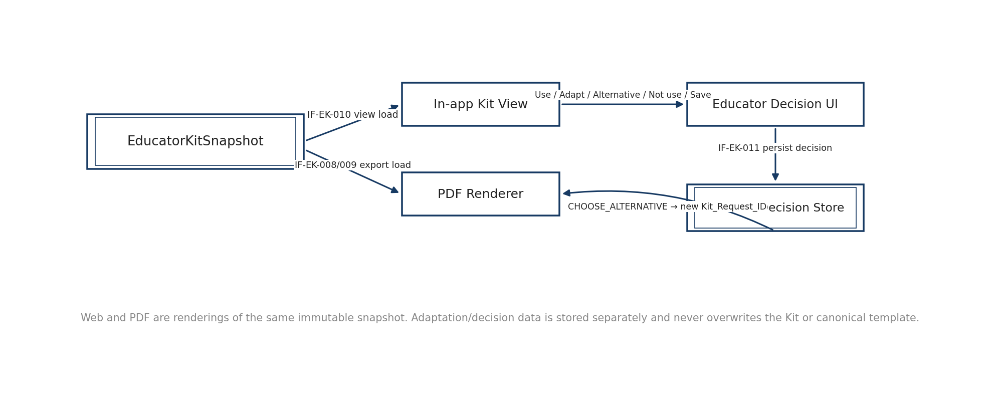 Use / Adapt / Alternative / Not use / Save
In-app Kit View
Educator Decision UI
IF-EK-010 view load
EducatorKitSnapshot
IF-EK-011 persist decision
IF-EK-008/009 export load
PDF Renderer
CHOOSE_ALTERNATIVE → new Kit_Request_ID
ecision Store
Web and PDF are renderings of the same immutable snapshot. Adaptation/decision data is stored separately and never overwrites the Kit or canonical template.